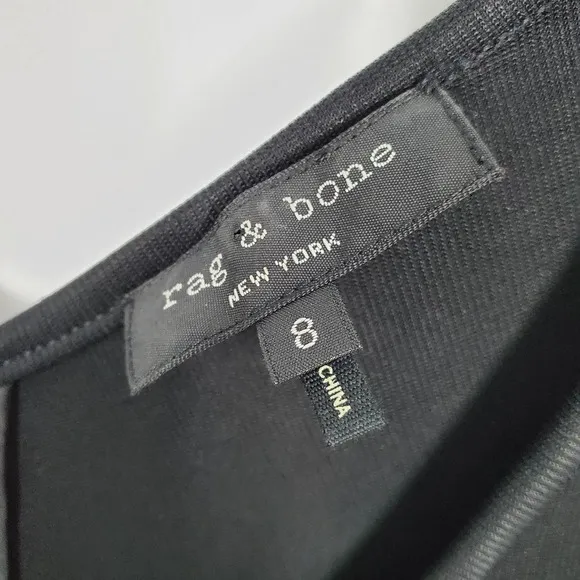 rag & bone
NEW YORK
8
CHINA